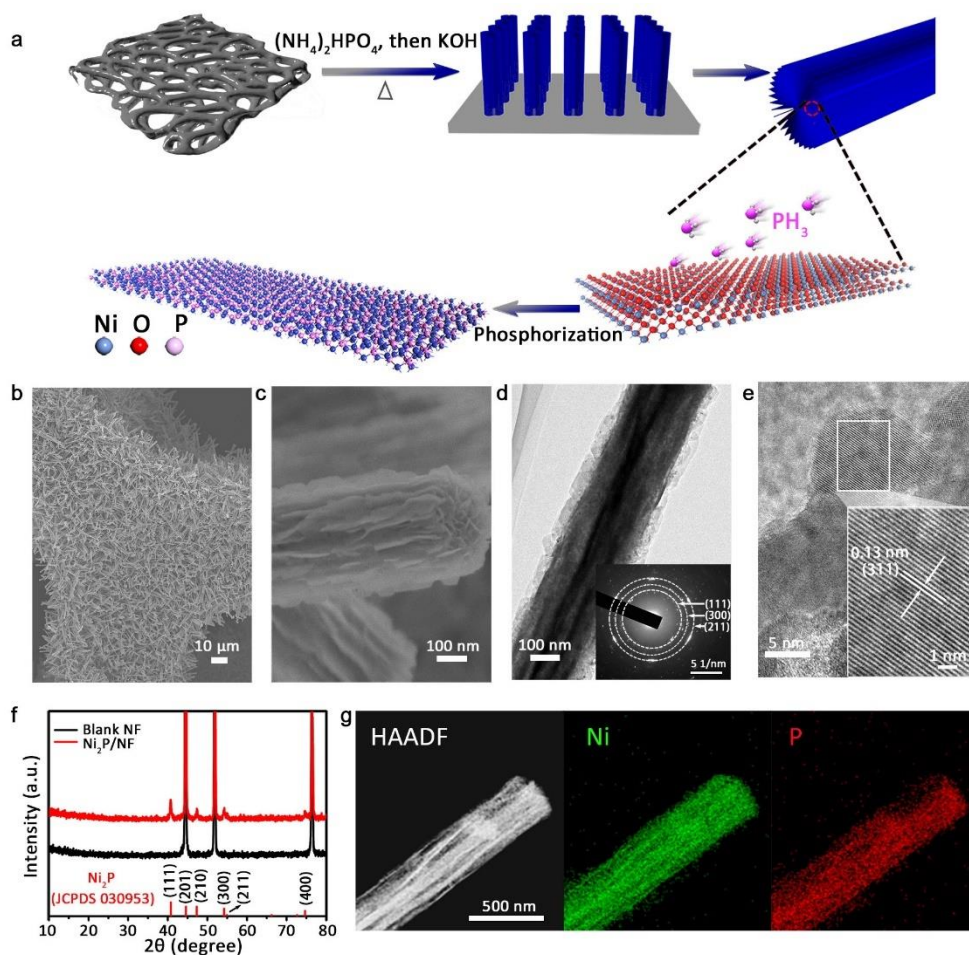 a
(NH₄)₂HPO₄, then KOH
△
PH₃
Phosphorization
Ni O P
b
10 μm
c
100 nm
d
(111)
(300)
(211)
100 nm
5 1/nm
e
0.13 nm
(311)
5 nm
1 nm
f
Blank NF
Ni₂P/NF
Intensity (a.u.)
Ni₂P
(JCPDS 030953)
(111)
(201)
(210)
(300)
(211)
(400)
10 20 30 40 50 60 70 80
2θ (degree)
g
HAADF
500 nm
Ni
P